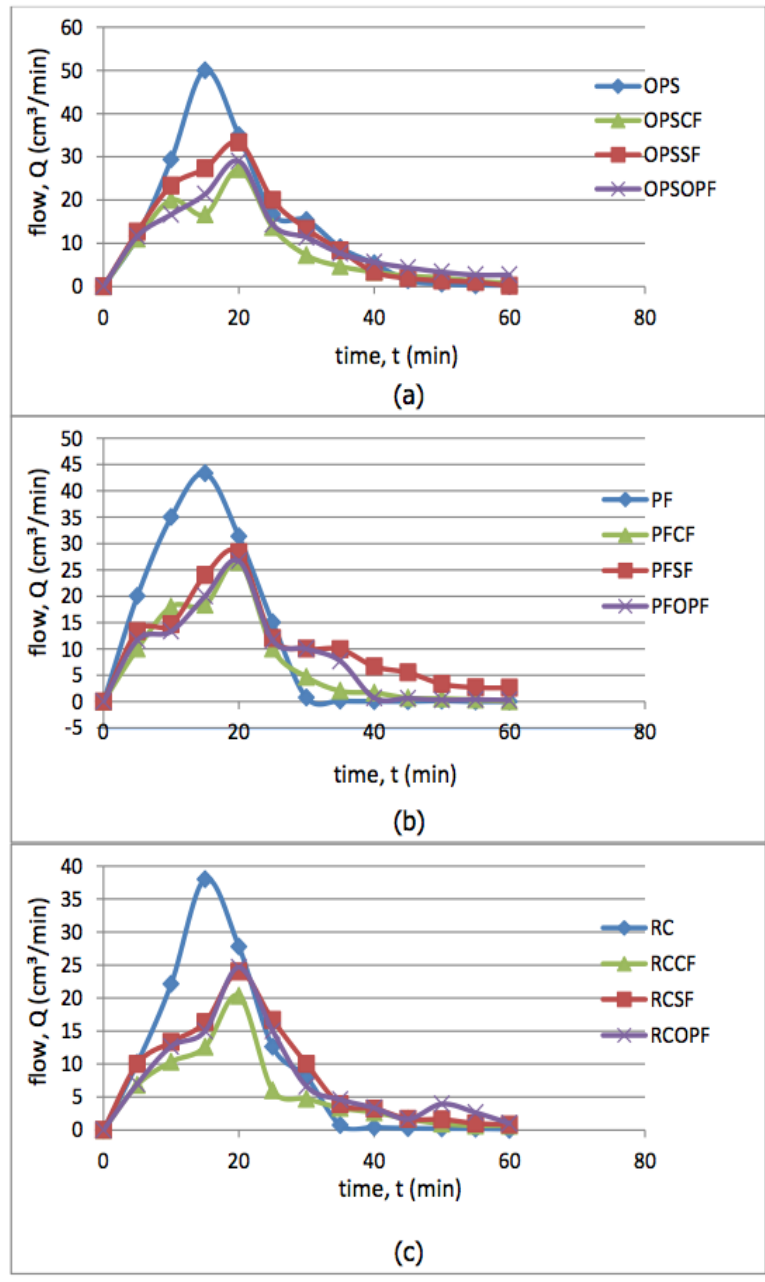 60
50
40
30
20
10
0
flow, Q (cm³/min)
0
20
40
60
80
time, t (min)
OPS
OPSCF
OPSSF
OPSOPF
(a)
50
45
40
35
30
25
20
15
10
5
0
-5
flow, Q (cm³/min)
0
20
40
60
80
time, t (min)
PF
PFCF
PFSF
PFOPF
(b)
40
35
30
25
20
15
10
5
0
flow, Q (cm³/min)
0
20
40
60
80
time, t (min)
RC
RCCF
RCSF
RCOPF
(c)